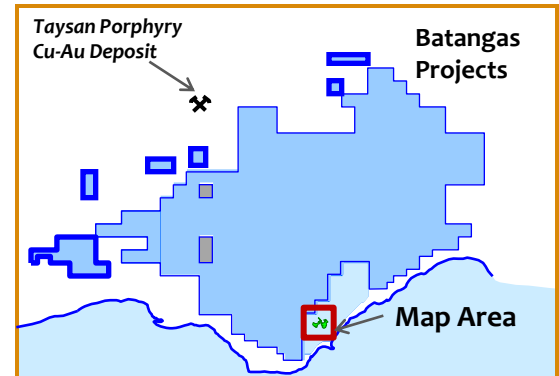 Taysan Porphyry
Cu-Au Deposit
Batangas
Projects
Map Area